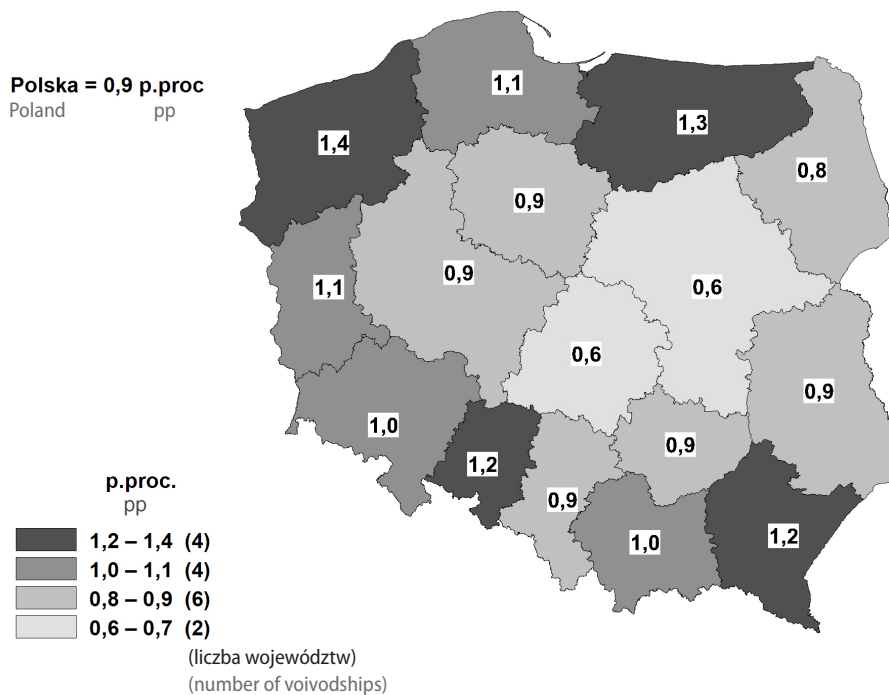 Polska = 0,9 p.proc
Poland pp
1,1
1,4
1,3
0,8
0,9
0,9
1,1
0,6
0,6
0,9
1,0
1,2
0,9
0,9
1,0
1,2
p.proc.
pp
1,2 – 1,4 (4)
1,0 – 1,1 (4)
0,8 – 0,9 (6)
0,6 – 0,7 (2)
(liczba województw)
(number of voivodships)